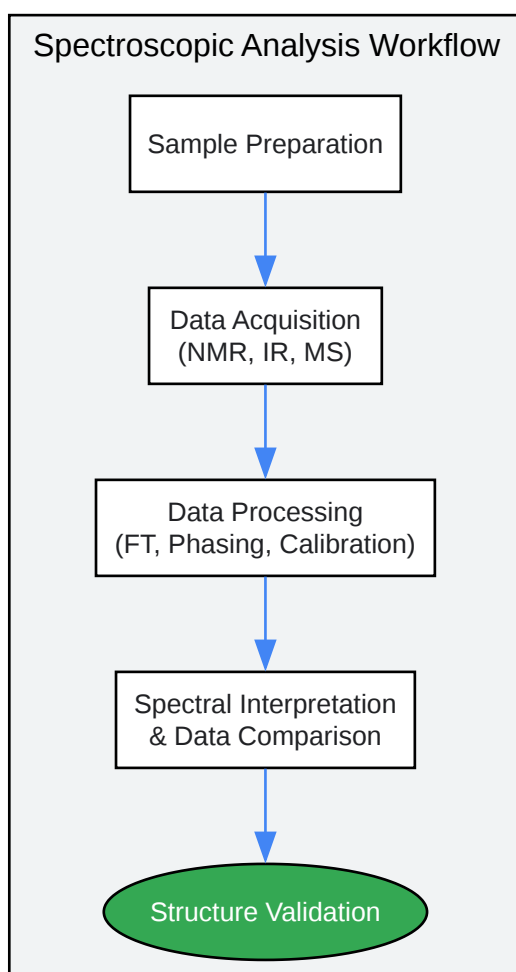 Spectroscopic Analysis Workflow
Sample Preparation
Data Acquisition
(NMR, IR, MS)
Data Processing
(FT, Phasing, Calibration)
Spectral Interpretation
& Data Comparison
Structure Validation